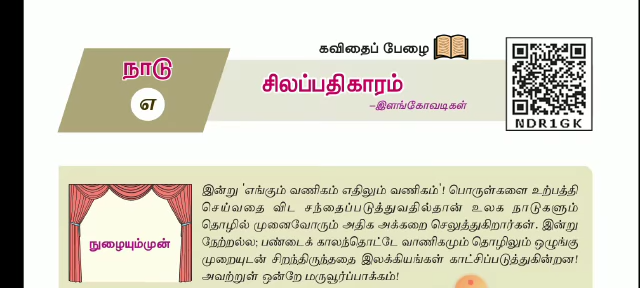 கவிதைப் பேழை
நாடு
எ
சிலப்பதிகாரம்
–இளங்கோவடிகள்
NDR1GK
நுழையும்முன்
இன்று 'எங்கும் வணிகம் எதிலும் வணிகம்'! பொருள்களை உற்பத்தி
செய்வதை விட சந்தைப்படுத்துவதில்தான் உலக நாடுகளும்
தொழில் முனைவோரும் அதிக அக்கறை செலுத்துகிறார்கள். இன்று
நேற்றல்ல; பண்டைக் காலந்தொட்டே வாணிகமும் தொழிலும் ஒழுங்கு
முறையுடன் சிறந்திருந்ததை இலக்கியங்கள் காட்சிப்படுத்துகின்றன!
அவற்றுள் ஒன்றே மருவூர்ப்பாக்கம்!